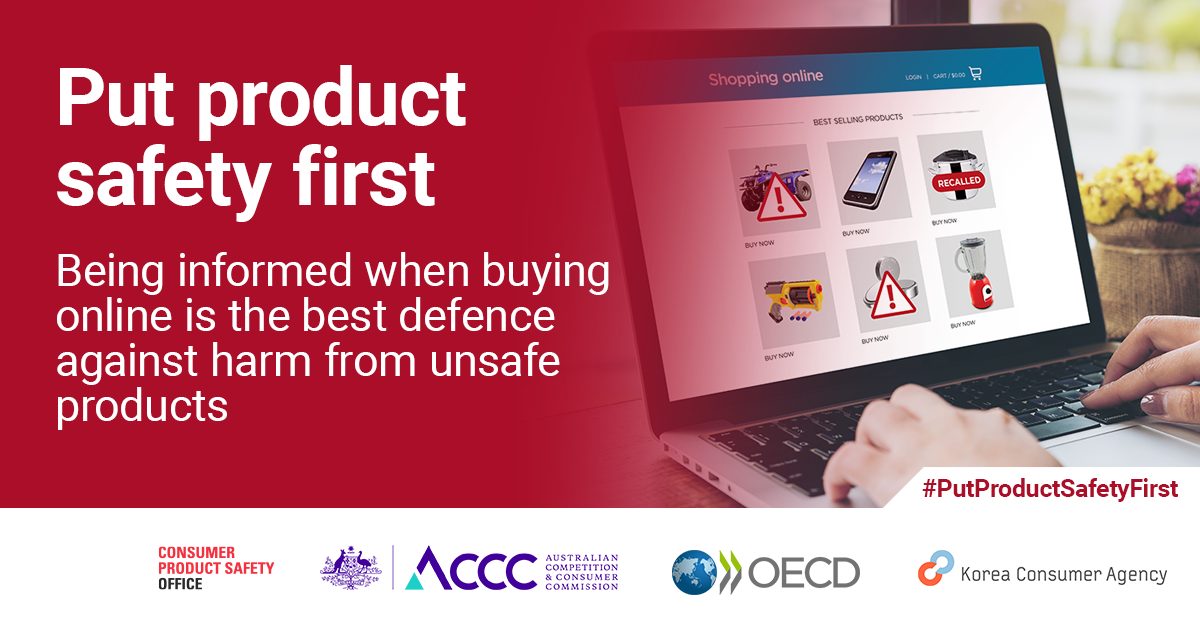 Put product
safety first
Being informed when buying
online is the best defence
against harm from unsafe
products
Shopping online
LOGIN | CART / $0.00
BEST SELLING PRODUCTS
RECALLED
BUY NOW
BUY NOW
BUY NOW
BUY NOW
BUY NOW
BUY NOW
#PutProductSafetyFirst
CONSUMER
PRODUCT SAFETY
OFFICE
ACCC
AUSTRALIAN
COMPETITION
& CONSUMER
COMMISSION
OECD
Korea Consumer Agency